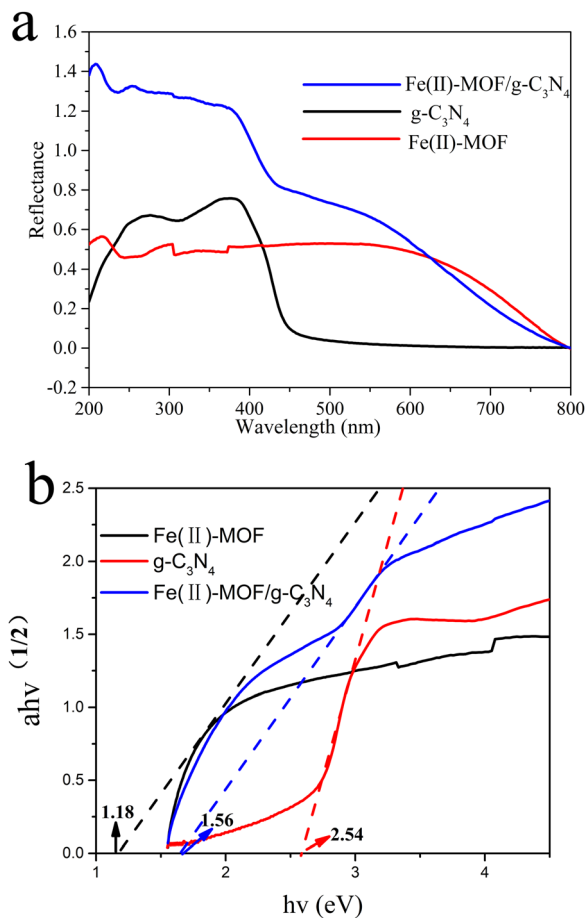 a
1.6
1.4
1.2
1.0
0.8
0.6
0.4
0.2
0.0
-0.2
Reflectance
Fe(II)-MOF/g-C₃N₄
g-C₃N₄
Fe(II)-MOF
200 300 400 500 600 700 800
Wavelength (nm)
b
2.5
2.0
1.5
1.0
0.5
0.0
ahv（1/2）
Fe(Ⅱ)-MOF
g-C₃N₄
Fe(Ⅱ)-MOF/g-C₃N₄
1.18
1.56
2.54
1 2 3 4
hv (eV)